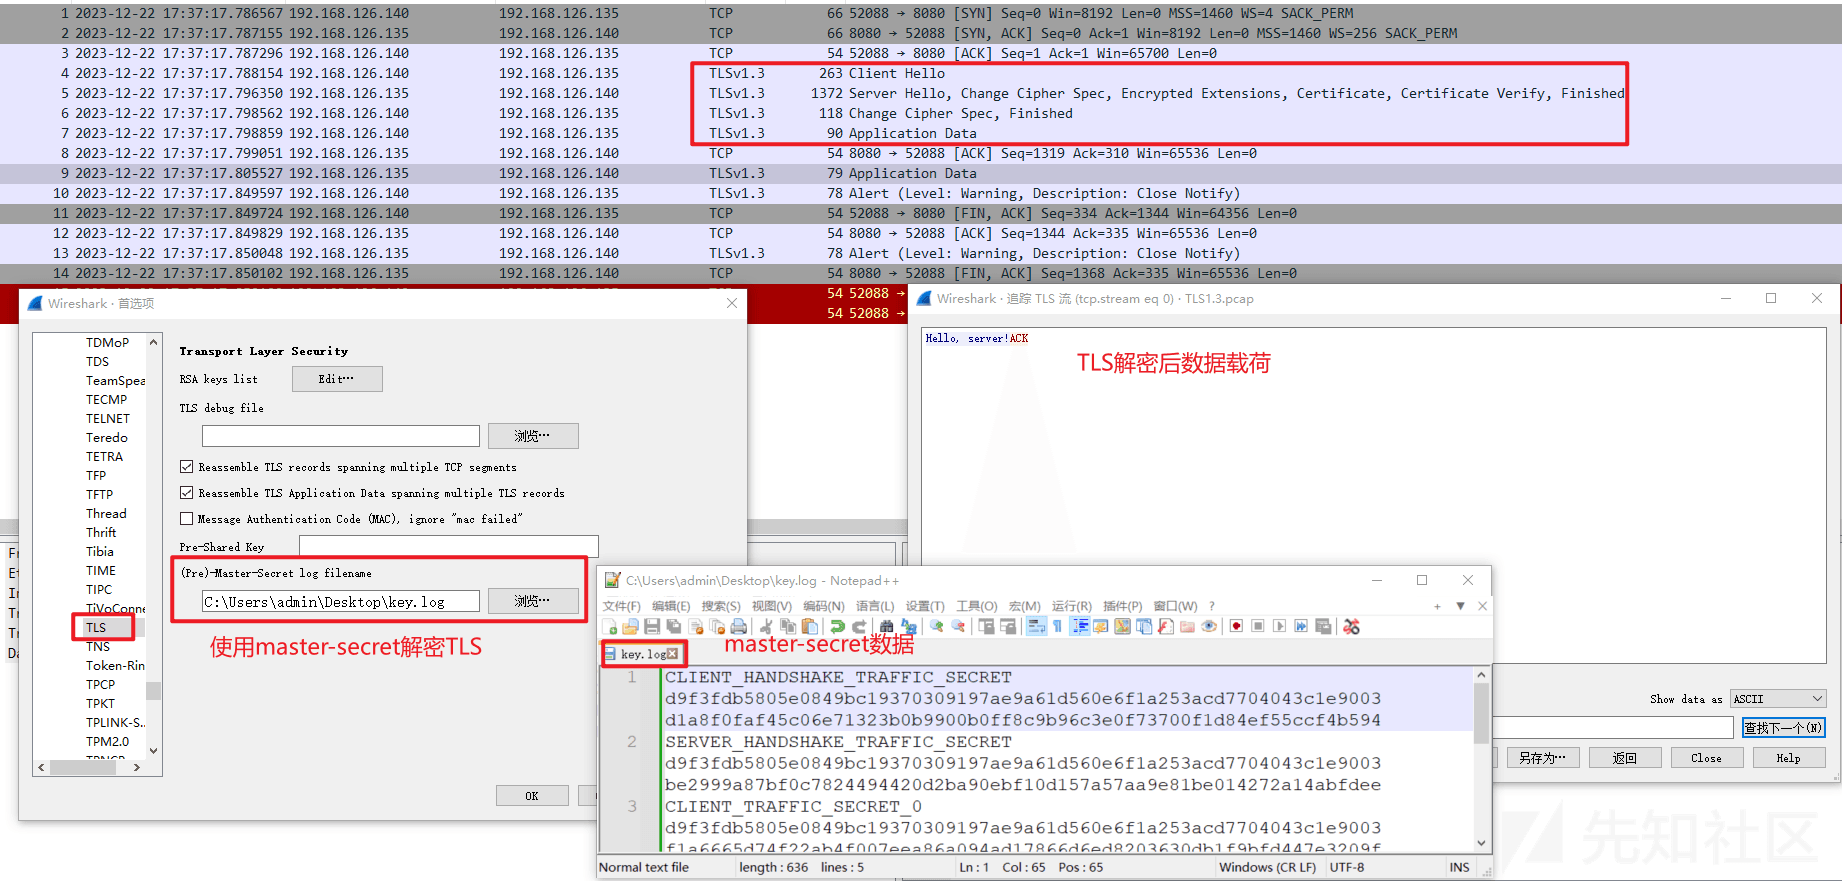 1 2023-12-22 17:37:17.786567 192.168.126.140 192.168.126.135 TCP 66 52088 → 8080 [SYN] Seq=0 Win=8192 Len=0 MSS=1460 WS=4 SACK_PERM
2 2023-12-22 17:37:17.787155 192.168.126.135 192.168.126.140 TCP 66 8080 → 52088 [SYN, ACK] Seq=0 Ack=1 Win=8192 Len=0 MSS=1460 WS=256 SACK_PERM
3 2023-12-22 17:37:17.787296 192.168.126.140 192.168.126.135 TCP 54 52088 → 8080 [ACK] Seq=1 Ack=1 Win=65700 Len=0
4 2023-12-22 17:37:17.788154 192.168.126.140 192.168.126.135 TLSv1.3 263 Client Hello
5 2023-12-22 17:37:17.796350 192.168.126.135 192.168.126.140 TLSv1.3 1372 Server Hello, Change Cipher Spec, Encrypted Extensions, Certificate, Certificate Verify, Finished
6 2023-12-22 17:37:17.798562 192.168.126.140 192.168.126.135 TLSv1.3 118 Change Cipher Spec, Finished
7 2023-12-22 17:37:17.798859 192.168.126.140 192.168.126.135 TLSv1.3 90 Application Data
8 2023-12-22 17:37:17.799051 192.168.126.135 192.168.126.140 TCP 54 8080 → 52088 [ACK] Seq=1319 Ack=310 Win=65536 Len=0
9 2023-12-22 17:37:17.805527 192.168.126.135 192.168.126.140 TLSv1.3 79 Application Data
10 2023-12-22 17:37:17.849597 192.168.126.140 192.168.126.135 TLSv1.3 78 Alert (Level: Warning, Description: Close Notify)
11 2023-12-22 17:37:17.849724 192.168.126.140 192.168.126.135 TCP 54 52088 → 8080 [FIN, ACK] Seq=334 Ack=1344 Win=64356 Len=0
12 2023-12-22 17:37:17.849829 192.168.126.135 192.168.126.140 TCP 54 8080 → 52088 [ACK] Seq=1344 Ack=335 Win=65536 Len=0
13 2023-12-22 17:37:17.850048 192.168.126.135 192.168.126.140 TLSv1.3 78 Alert (Level: Warning, Description: Close Notify)
14 2023-12-22 17:37:17.850102 192.168.126.135 192.168.126.140 TCP 54 8080 → 52088 [FIN, ACK] Seq=1368 Ack=335 Win=65536 Len=0
54 52088 →
54 52088 →
Wireshark · 首选项
TDMoP
TDS
TeamSpea
TECMP
TELNET
Teredo
TETRA
TFP
TFTP
Thread
Thrift
Tibia
TIME
TIPC
TiVoConne
TLS
TNS
Token-Rin
TPCP
TPKT
TPLINK-S..
TPM2.0
Transport Layer Security
RSA keys list Edit…
TLS debug file
浏览…
Reassemble TLS records spanning multiple TCP segments
Reassemble TLS Application Data spanning multiple TLS records
Message Authentication Code (MAC), ignore "mac failed"
Pre-Shared Key
(Pre)-Master-Secret log filename
C:\Users\admin\Desktop\key.log 浏览…
使用master-secret解密TLS
OK
Wireshark · 追踪 TLS 流 (tcp.stream eq 0) · TLS1.3.pcap
Hello, server!ACK
TLS解密后数据载荷
Show data as ASCII
查找下一个(N)
另存为… 返回 Close Help
C:\Users\admin\Desktop\key.log - Notepad++
文件(F) 编辑(E) 搜索(S) 视图(V) 编码(N) 语言(L) 设置(T) 工具(O) 宏(M) 运行(R) 插件(P) 窗口(W) ?
key.log
master-secret数据
1 CLIENT_HANDSHAKE_TRAFFIC_SECRET
d9f3fdb5805e0849bc19370309197ae9a61d560e6f1a253acd7704043c1e9003
d1a8f0faf45c06e71323b0b9900b0ff8c9b96c3e0f73700f1d84ef55ccf4b594
2 SERVER_HANDSHAKE_TRAFFIC_SECRET
d9f3fdb5805e0849bc19370309197ae9a61d560e6f1a253acd7704043c1e9003
be2999a87bf0c7824494420d2ba90ebf10d157a57aa9e81be014272a14abfdee
3 CLIENT_TRAFFIC_SECRET_0
d9f3fdb5805e0849bc19370309197ae9a61d560e6f1a253acd7704043c1e9003
f1a6665d74f22ab4f007eea86a094ad17866d6ed8203630db1f9bfd447e3209f
Normal text file length : 636 lines : 5 Ln : 1 Col : 65 Pos : 65 Windows (CR LF) UTF-8 INS
先知社区